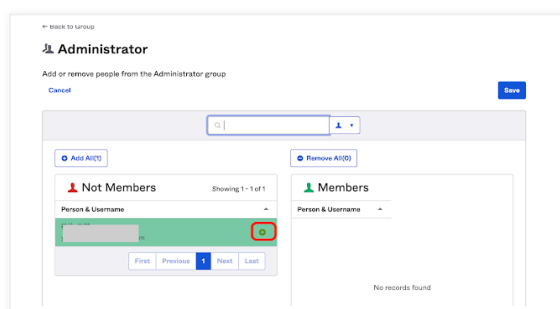 ← Back to Group
Administrator
Add or remove people from the Administrator group
Cancel
Save
Add All(1)
Remove All(0)
Not Members
Showing 1 - 1 of 1
Members
Person & Username
Person & Username
First Previous 1 Next Last
No records found